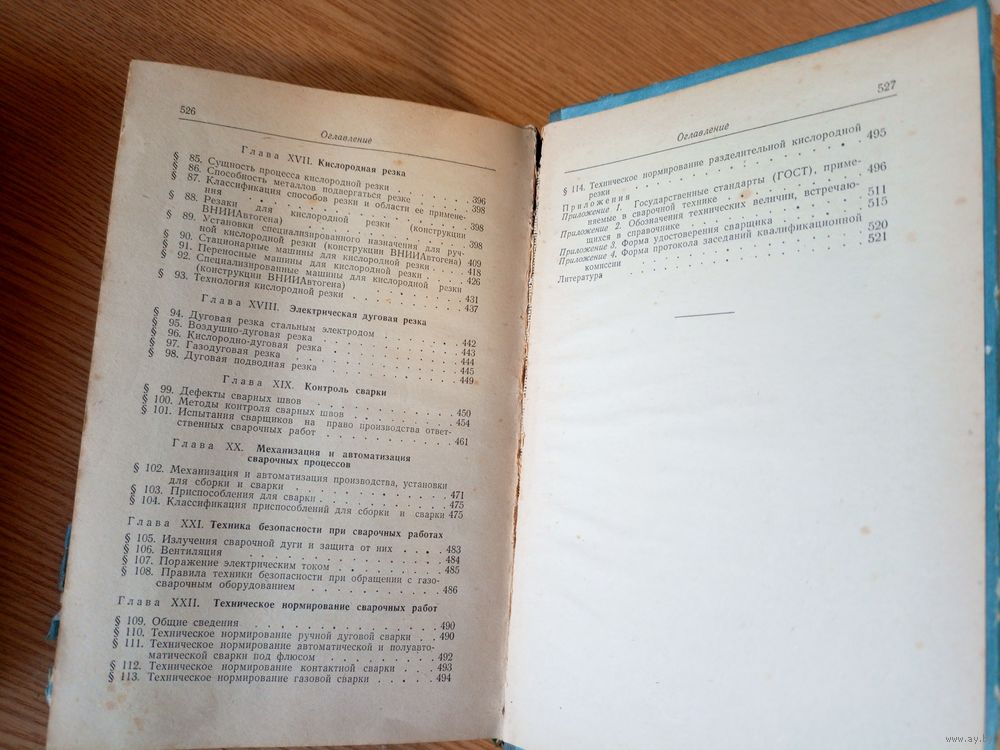 526
Оглавление
Глава XVII. Кислородная резка
§ 85. Сущность процесса кислородной резки . . . . . 396
§ 86. Способность металлов подвергаться резке . . . . 398
§ 87. Классификация способов резки и области её примене-
ния . . . . . . . . . . 398
§ 88. Резаки для кислородной резки (конструкции
ВНИИАвтогена) . . . . . . . . . 398
§ 89. Установки специализированного назначения для руч-
ной кислородной резки (конструкции ВНИИАвтогена) 409
§ 90. Стационарные машины для кислородной резки . . . 418
§ 91. Переносные машины для кислородной резки . . . 426
§ 92. Специализированные машины для кислородной резки
(конструкции ВНИИАвтогена) . . . . . . . 431
§ 93. Технология кислородной резки . . . . . . . 437
Глава XVIII. Электрическая дуговая резка
§ 94. Дуговая резка стальным электродом . . . . . 442
§ 95. Воздушно-дуговая резка . . . . . . . 443
§ 96. Кислородно-дуговая резка . . . . . . . 444
§ 97. Газодуговая резка . . . . . . . . 445
§ 98. Дуговая подводная резка . . . . . . . 449
Глава XIX. Контроль сварки
§ 99. Дефекты сварных швов . . . . . . . . 450
§ 100. Методы контроля сварных швов . . . . . . 454
§ 101. Испытания сварщиков на право производства ответ-
ственных сварочных работ . . . . . . . 461
Глава XX. Механизация и автоматизация
сварочных процессов
§ 102. Механизация и автоматизация производства, установки
для сборки и сварки . . . . . . . . 471
§ 103. Приспособления для сварки . . . . . . . 475
§ 104. Классификация приспособлений для сборки и сварки 475
Глава XXI. Техника безопасности при сварочных работах
§ 105. Излучения сварочной дуги и защита от них . . . . 483
§ 106. Вентиляция . . . . . . . . . 484
§ 107. Поражение электрическим током . . . . . . 485
§ 108. Правила техники безопасности при обращении с газо-
сварочным оборудованием . . . . . . . 486
Глава XXII. Техническое нормирование сварочных работ
§ 109. Общие сведения . . . . . . . . . 490
§ 110. Техническое нормирование ручной дуговой сварки . . 490
§ 111. Техническое нормирование автоматической и полуавто-
матической сварки под флюсом . . . . . . 492
§ 112. Техническое нормирование контактной сварки . . . 493
§ 113. Техническое нормирование газовой сварки . . . . . 494
527
Оглавление
§ 114. Техническое нормирование разделительной кислородной
резки . . . . . . . . . 495
Приложения
Приложение 1. Государственные стандарты (ГОСТ), приме-
няемые в сварочной технике . . . . . . 496
Приложение 2. Обозначения технических величин, встречаю-
щихся в справочнике . . . . . . . 511
Приложение 3. Форма удостоверения сварщика . . . . 515
Приложение 4. Форма протокола заседаний квалификационной
комиссии . . . . . . . . . 520
Литература . . . . . . . . . . 521
www.ay.by